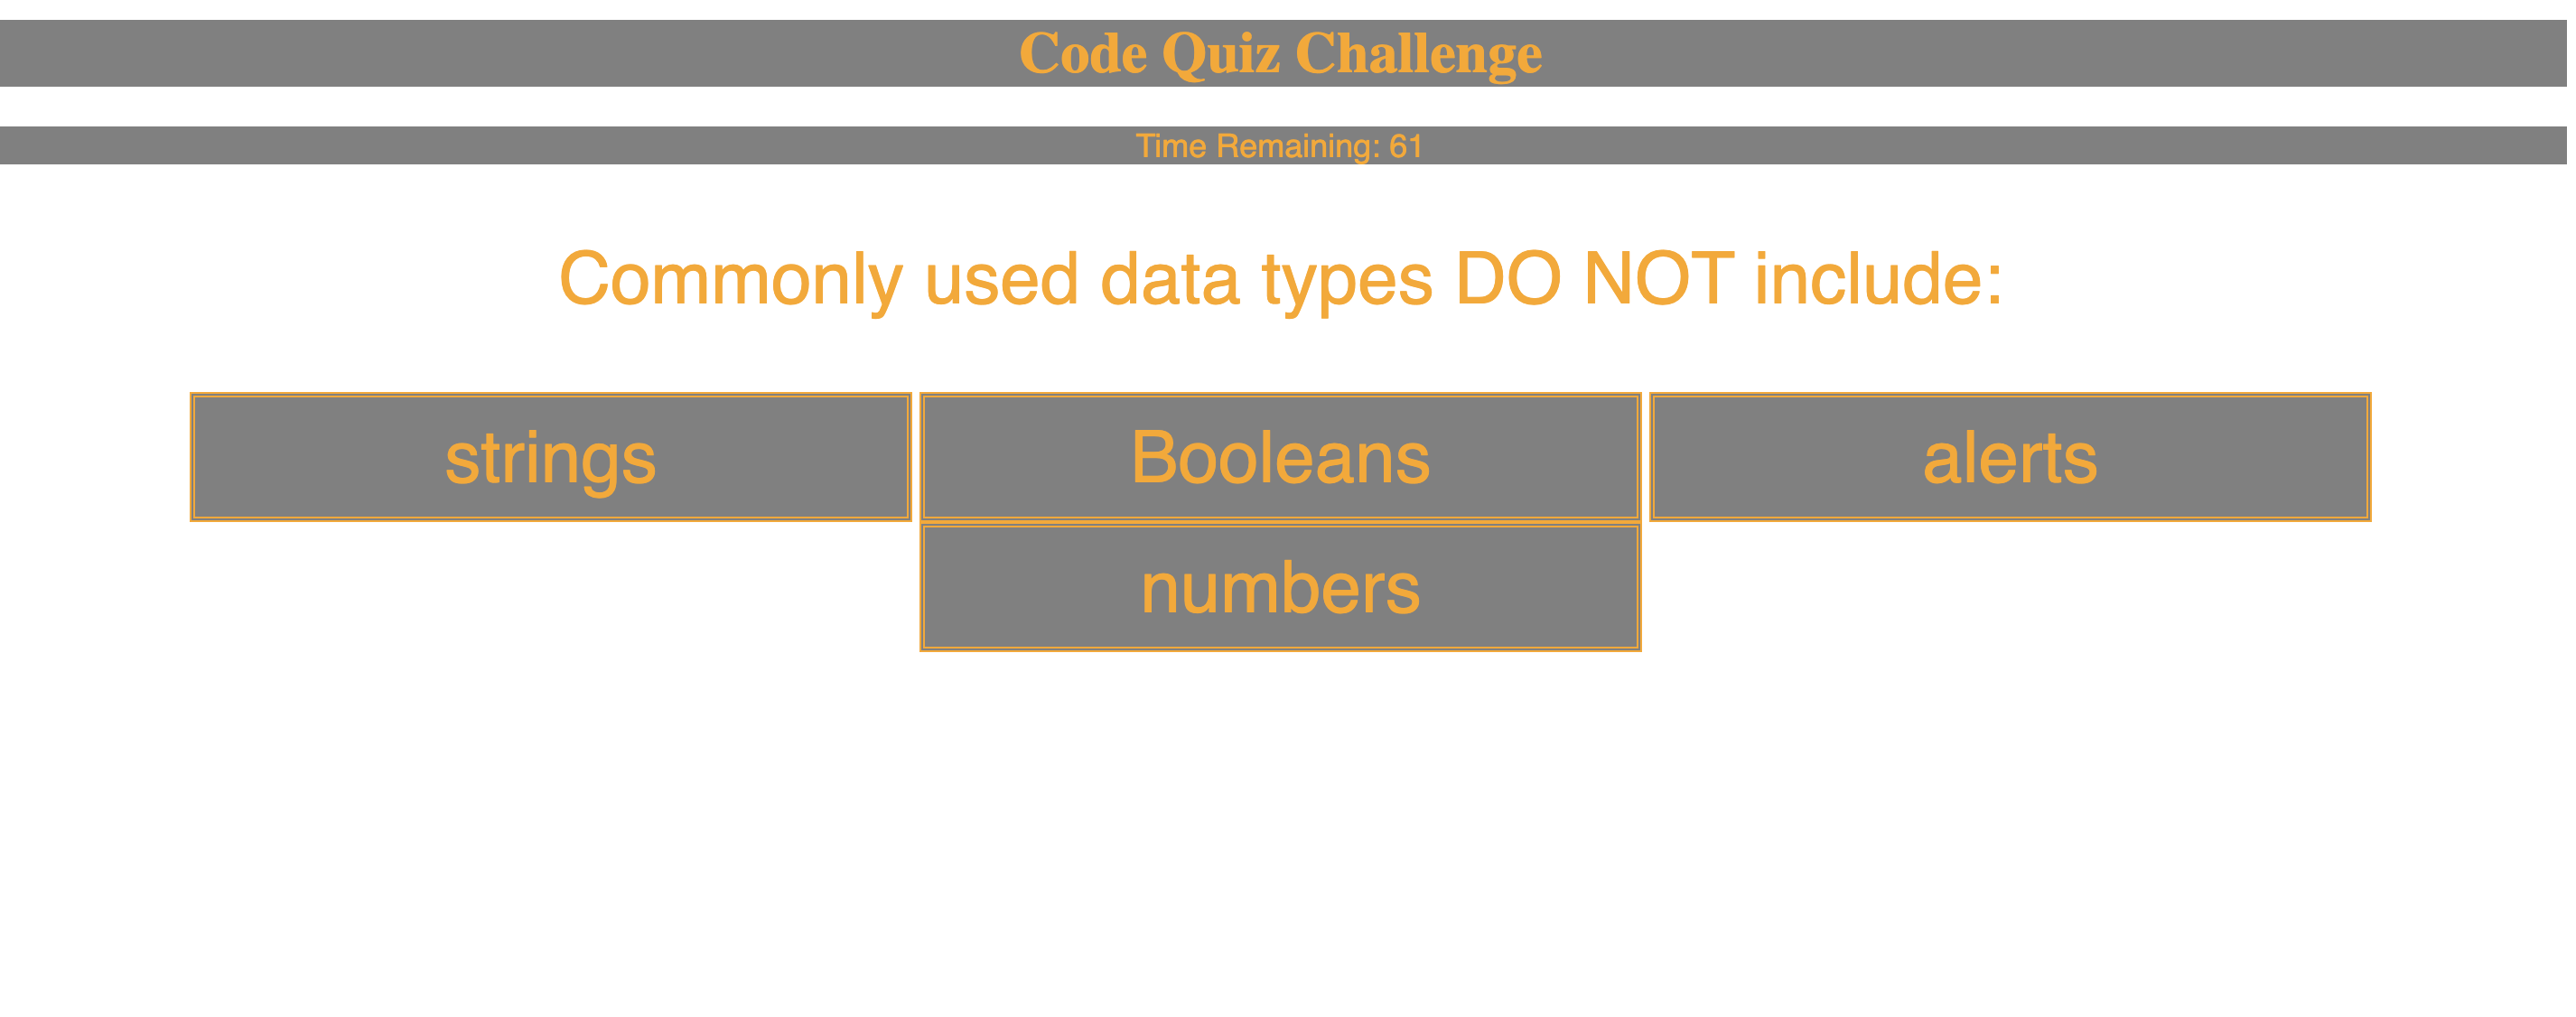 Code Quiz Challenge
Time Remaining: 61
Commonly used data types DO NOT include:
strings
Booleans
alerts
numbers